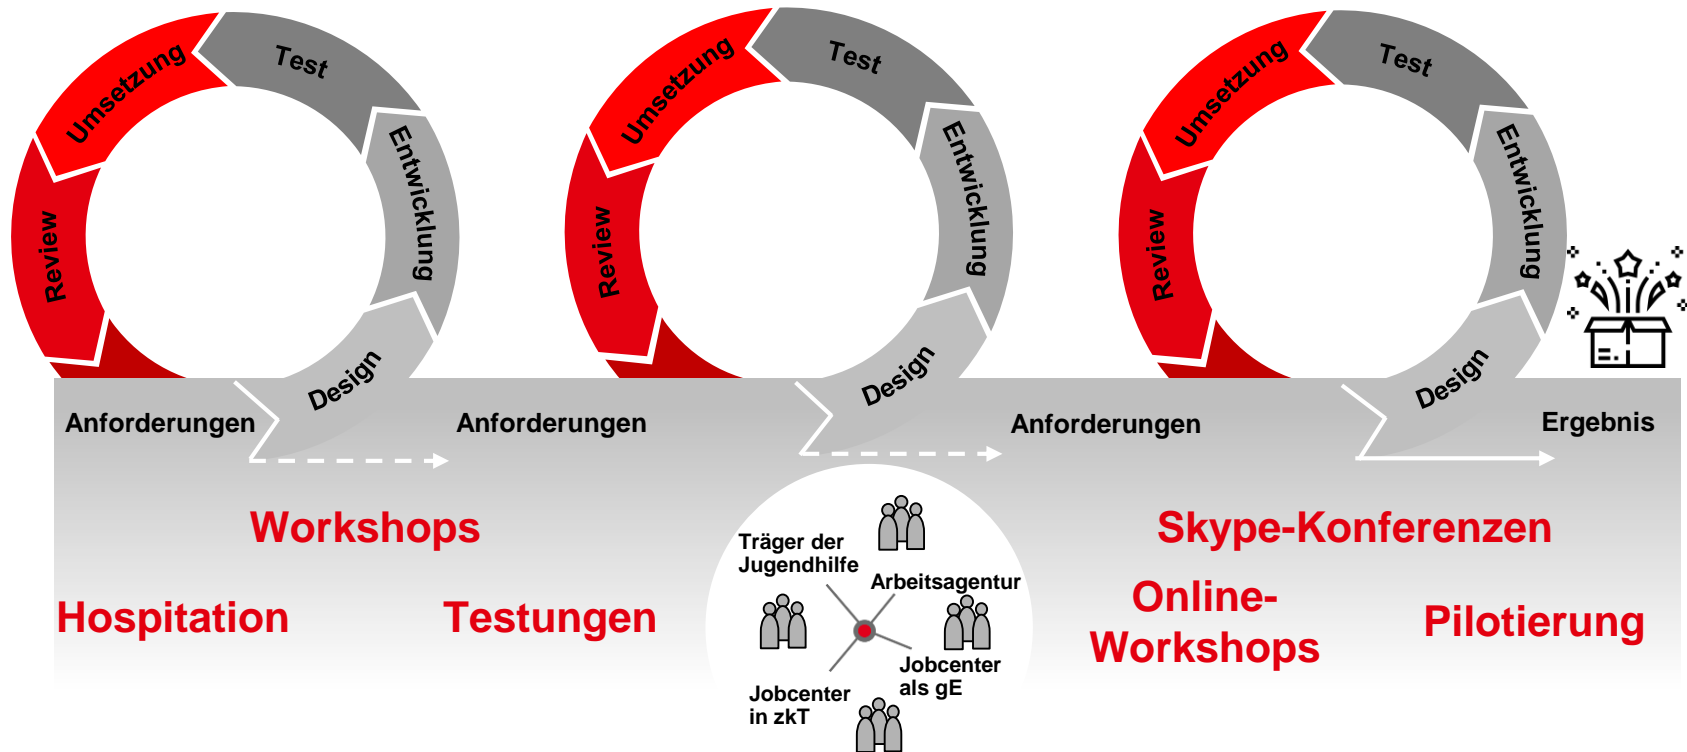 Umsetzung
Test
Entwicklung
Review
Design
Umsetzung
Test
Entwicklung
Review
Design
Umsetzung
Test
Entwicklung
Review
Design
Anforderungen
Anforderungen
Anforderungen
Ergebnis
Workshops
Hospitation
Testungen
Träger der
Jugendhilfe
Arbeitsagentur
Jobcenter
als gE
Jobcenter
in zkT
Skype-Konferenzen
Online-
Workshops
Pilotierung